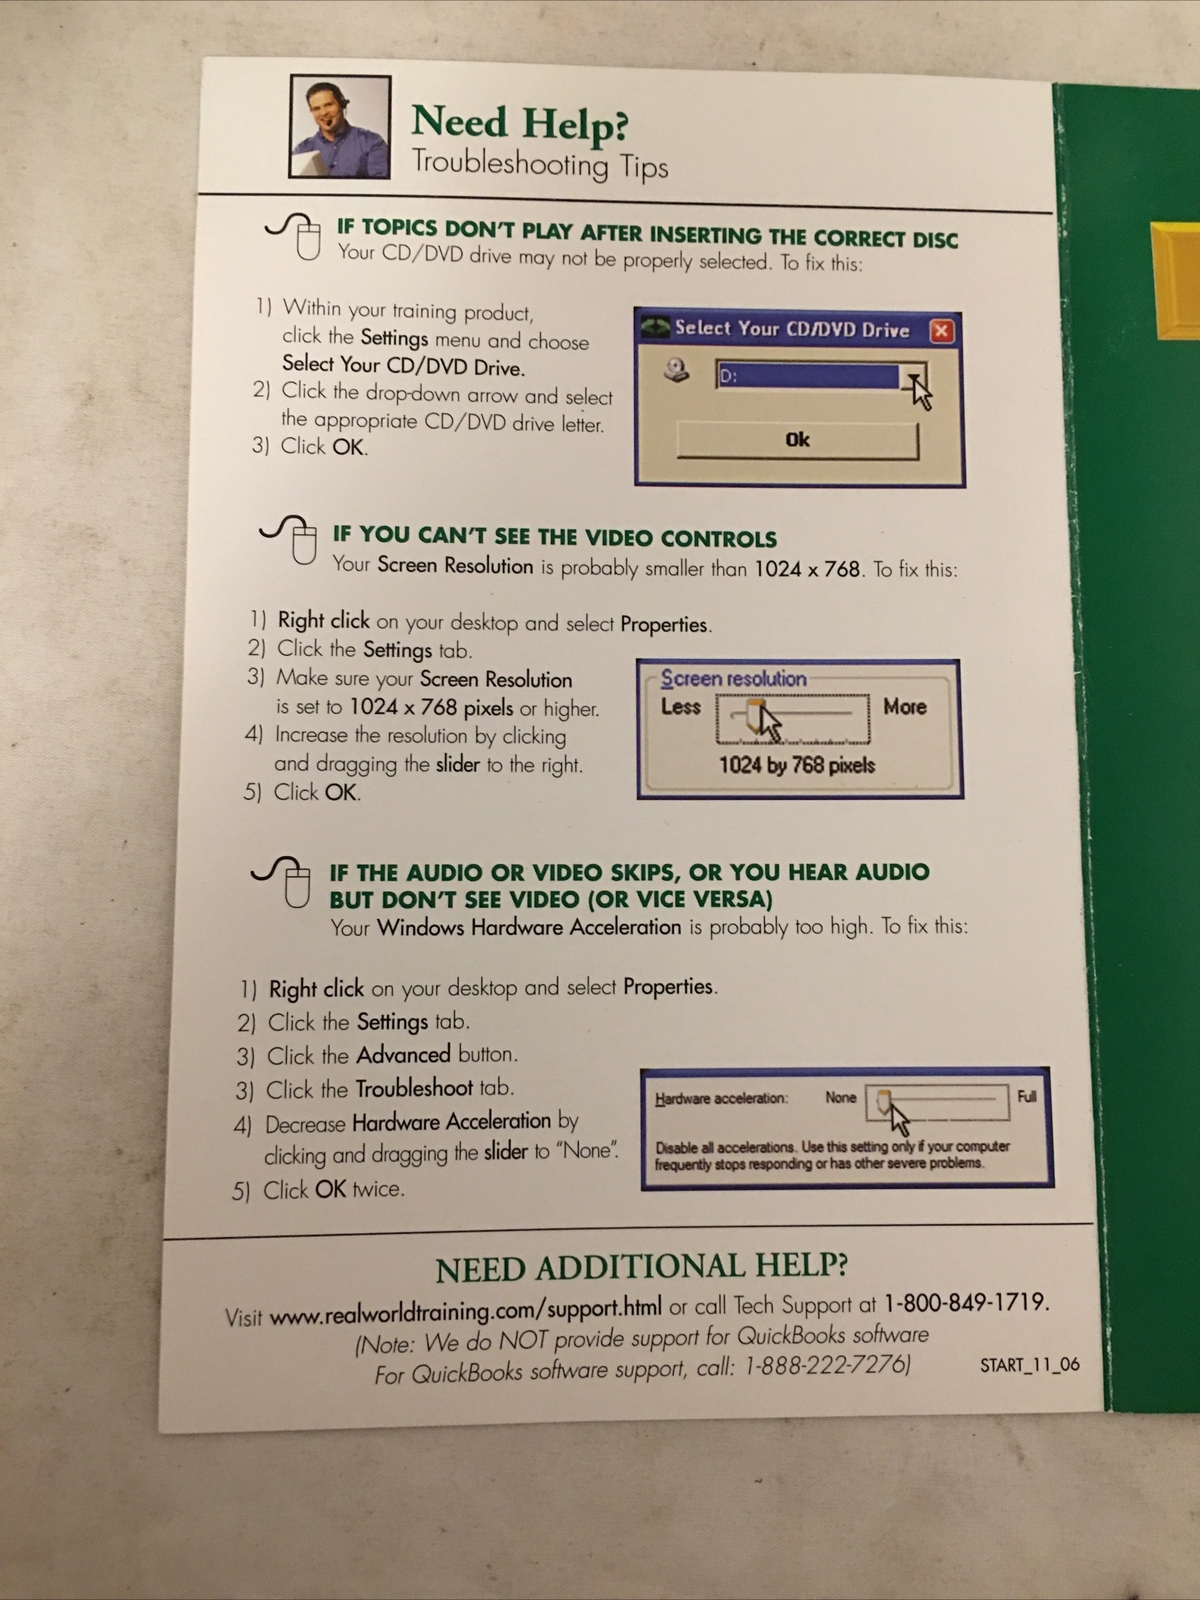 Need Help?
Troubleshooting Tips
IF TOPICS DON'T PLAY AFTER INSERTING THE CORRECT DISC
Your CD/DVD drive may not be properly selected. To fix this:
1) Within your training product,
click the Settings menu and choose
Select Your CD/DVD Drive.
2) Click the drop-down arrow and select
the appropriate CD/DVD drive letter.
3) Click OK.
Select Your CD/DVD Drive
D:
Ok
IF YOU CAN'T SEE THE VIDEO CONTROLS
Your Screen Resolution is probably smaller than 1024 x 768. To fix this:
1) Right click on your desktop and select Properties.
2) Click the Settings tab.
3) Make sure your Screen Resolution
is set to 1024 x 768 pixels or higher.
4) Increase the resolution by clicking
and dragging the slider to the right.
5) Click OK.
Screen resolution
Less More
1024 by 768 pixels
IF THE AUDIO OR VIDEO SKIPS, OR YOU HEAR AUDIO
BUT DON'T SEE VIDEO (OR VICE VERSA)
Your Windows Hardware Acceleration is probably too high. To fix this:
1) Right click on your desktop and select Properties.
2) Click the Settings tab.
3) Click the Advanced button.
3) Click the Troubleshoot tab.
4) Decrease Hardware Acceleration by
clicking and dragging the slider to "None".
5) Click OK twice.
Hardware acceleration: None Full
Disable all accelerations. Use this setting only if your computer
frequently stops responding or has other severe problems.
NEED ADDITIONAL HELP?
Visit www.realworldtraining.com/support.html or call Tech Support at 1-800-849-1719.
(Note: We do NOT provide support for QuickBooks software
For QuickBooks software support, call: 1-888-222-7276)
START_11_06